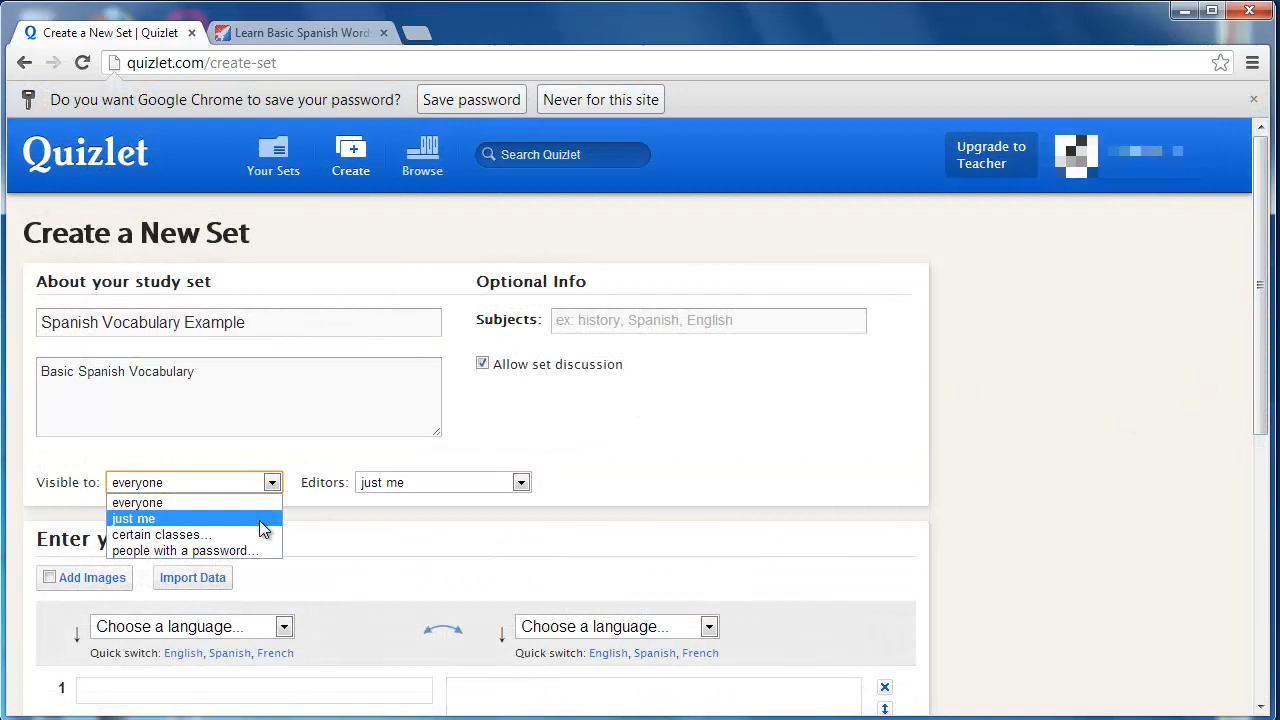 Create a New Set | Quizlet
Learn Basic Spanish Word
quizlet.com/create-set
Do you want Google Chrome to save your password?
Save password
Never for this site
Quizlet
Your Sets
Create
Browse
Search Quizlet
Upgrade to
Teacher
Create a New Set
About your study set
Optional Info
Spanish Vocabulary Example
Subjects:
ex: history, Spanish, English
Basic Spanish Vocabulary
Allow set discussion
Visible to:
everyone
Editors:
just me
everyone
just me
certain classes...
people with a password...
Enter y
Add Images
Import Data
Choose a language...
Choose a language...
Quick switch: English, Spanish, French
Quick switch: English, Spanish, French
1